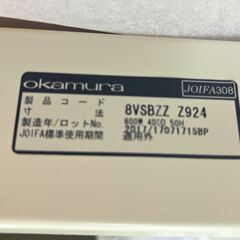 okamura
JOIFA308
製品コード 8VSBZZ Z924
寸法 800W 400D 50H
製造年/ロットNo. 2017/17071715BP
JOIFA標準使用期間 適用外